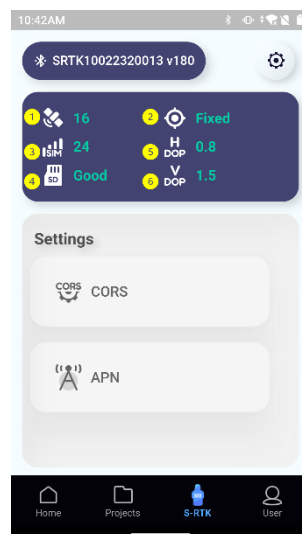 10:42AM
SRTK10022320013 v180
1 16 2 Fixed
3 SIM 24 5 H DOP 0.8
4 SD Good 6 V DOP 1.5
Settings
CORS CORS
APN
Home Projects S-RTK User